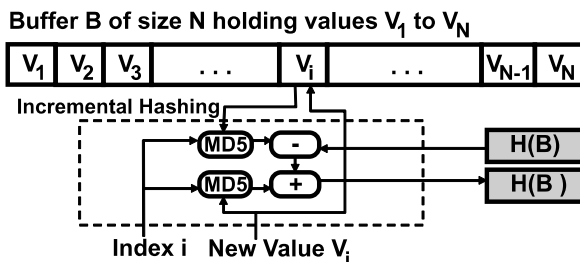 Buffer B of size N holding values V1 to VN
V1 V2 V3 . . . Vi . . . VN-1 VN
Incremental Hashing
MD5 - H(B)
MD5 + H(B )
Index i New Value Vi